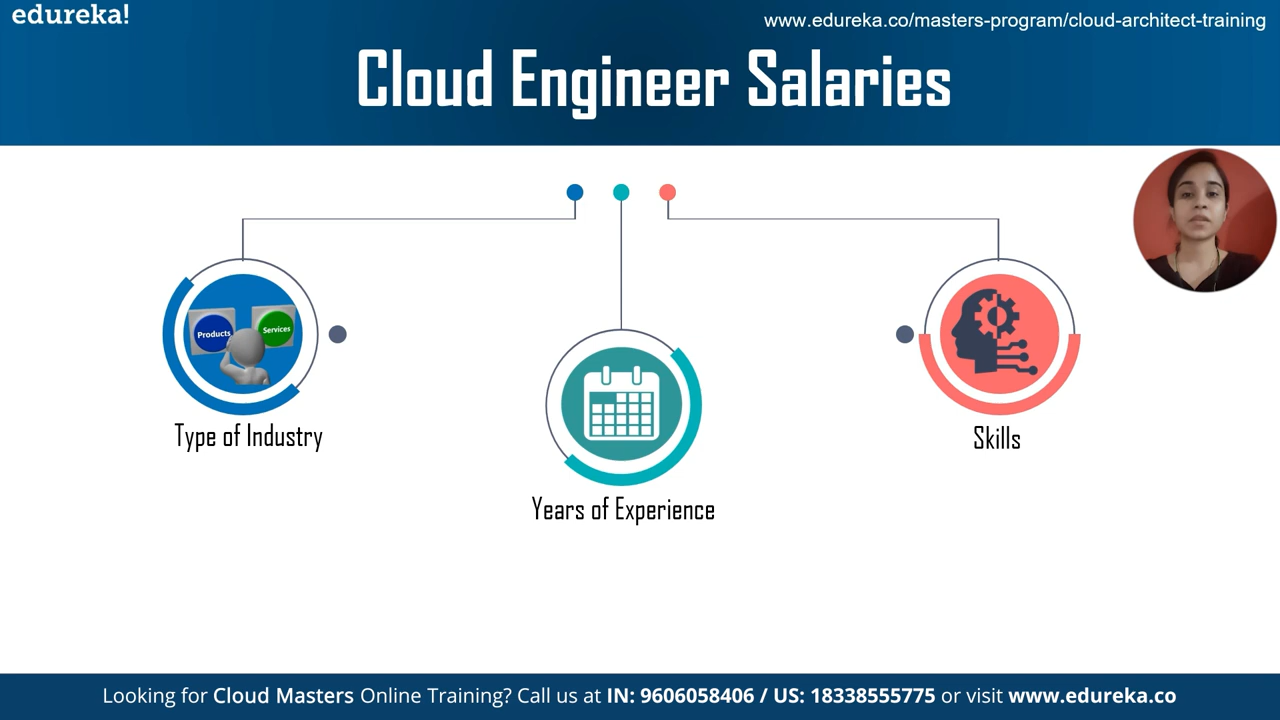 edureka!
www.edureka.co/masters-program/cloud-architect-training
Cloud Engineer Salaries
Products
Services
Type of Industry
Years of Experience
Skills
Looking for Cloud Masters Online Training? Call us at IN: 9606058406 / US: 18338555775 or visit www.edureka.co